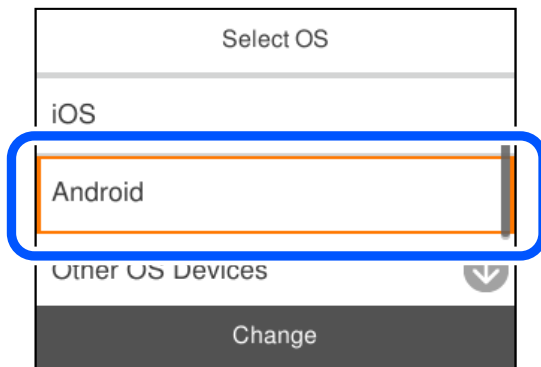 Select OS
iOS
Android
Other OS Devices
Change